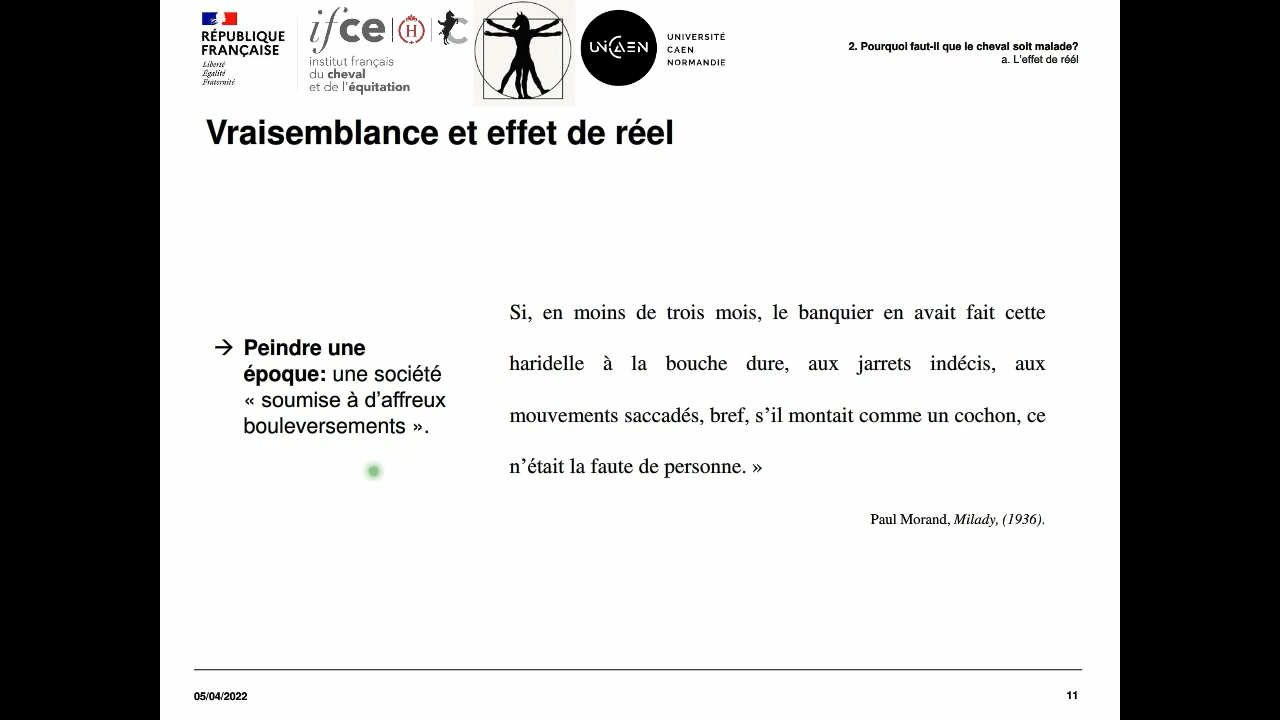 RÉPUBLIQUE
FRANÇAISE
Liberté
Égalité
Fraternité
ifce
H
institut français
du cheval
et de l'équitation
UNICAEN
UNIVERSITÉ
CAEN
NORMANDIE
2. Pourquoi faut-il que le cheval soit malade?
a. L'effet de réél
Vraisemblance et effet de réel
→ Peindre une
époque: une société
« soumise à d'affreux
bouleversements ».
Si, en moins de trois mois, le banquier en avait fait cette
haridelle à la bouche dure, aux jarrets indécis, aux
mouvements saccadés, bref, s'il montait comme un cochon, ce
n'était la faute de personne. »
Paul Morand, Milady, (1936).
05/04/2022
11